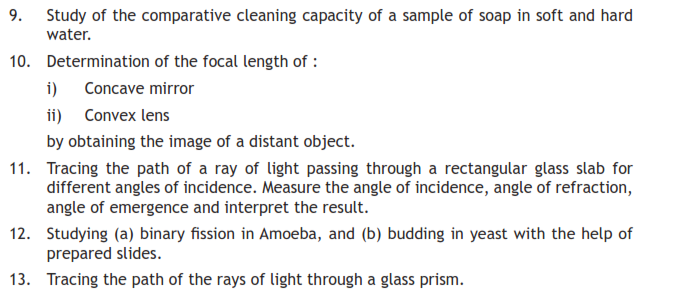 9. Study of the comparative cleaning capacity of a sample of soap in soft and hard
water.
10. Determination of the focal length of :
i) Concave mirror
ii) Convex lens
by obtaining the image of a distant object.
11. Tracing the path of a ray of light passing through a rectangular glass slab for
different angles of incidence. Measure the angle of incidence, angle of refraction,
angle of emergence and interpret the result.
12. Studying (a) binary fission in Amoeba, and (b) budding in yeast with the help of
prepared slides.
13. Tracing the path of the rays of light through a glass prism.